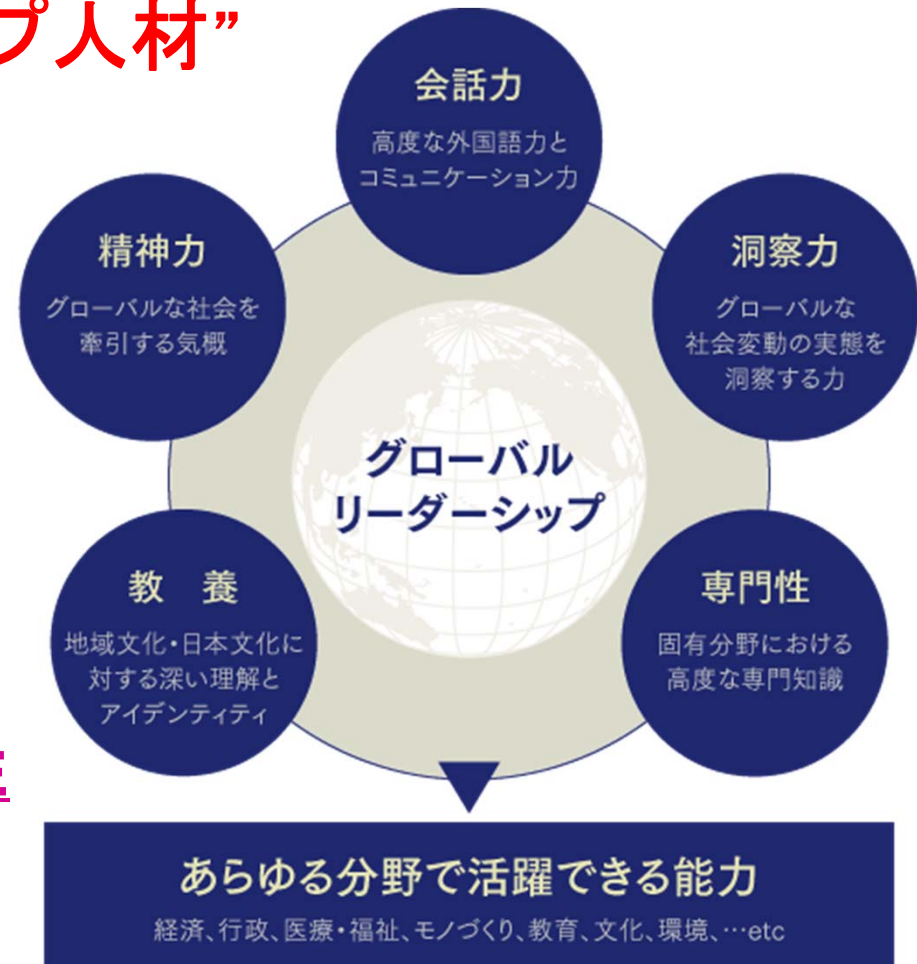 プ人材”
会話力
高度な外国語力と
コミュニケーション力
精神力
グローバルな社会を
牽引する気概
洞察力
グローバルな
社会変動の実態を
洞察する力
グローバル
リーダーシップ
教 養
地域文化・日本文化に
対する深い理解と
アイデンティティ
専門性
固有分野における
高度な専門知識
あらゆる分野で活躍できる能力
経済、行政、医療・福祉、モノづくり、教育、文化、環境、…etc